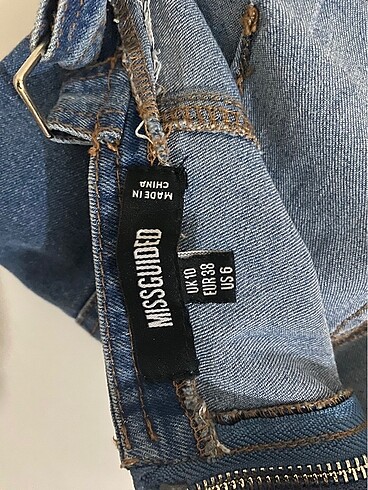 MISSGUIDED
MADE IN
CHINA
UK 10
EUR 38
US 6